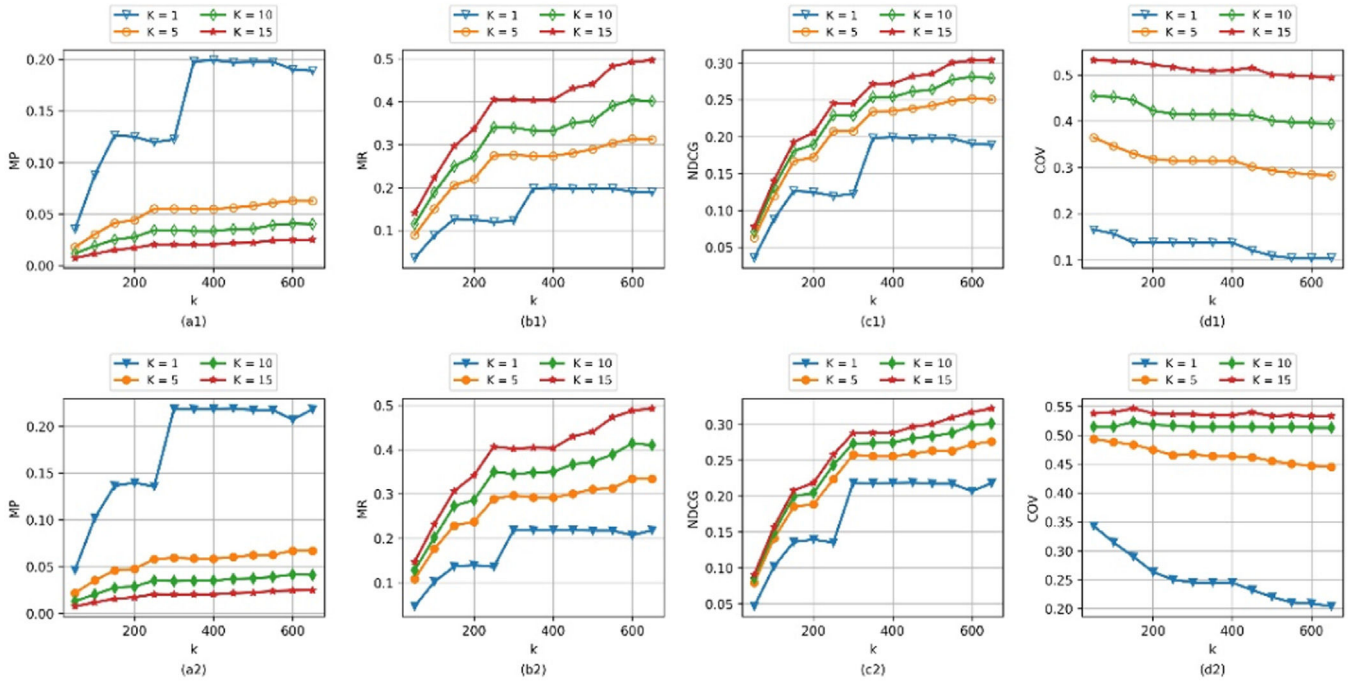 K = 1 K = 10
K = 5 K = 15
K = 1 K = 10
K = 5 K = 15
K = 1 K = 10
K = 5 K = 15
K = 1 K = 10
K = 5 K = 15
MP
0.20
0.15
0.10
0.05
0.00
200 400 600
k
(a1)
MR
0.5
0.4
0.3
0.2
0.1
200 400 600
k
(b1)
NDCG
0.30
0.25
0.20
0.15
0.10
0.05
200 400 600
k
(c1)
COV
0.5
0.4
0.3
0.2
0.1
200 400 600
k
(d1)
K = 1 K = 10
K = 5 K = 15
K = 1 K = 10
K = 5 K = 15
K = 1 K = 10
K = 5 K = 15
K = 1 K = 10
K = 5 K = 15
MP
0.20
0.15
0.10
0.05
0.00
200 400 600
k
(a2)
MR
0.5
0.4
0.3
0.2
0.1
200 400 600
k
(b2)
NDCG
0.30
0.25
0.20
0.15
0.10
0.05
200 400 600
k
(c2)
COV
0.55
0.50
0.45
0.40
0.35
0.30
0.25
0.20
200 400 600
k
(d2)